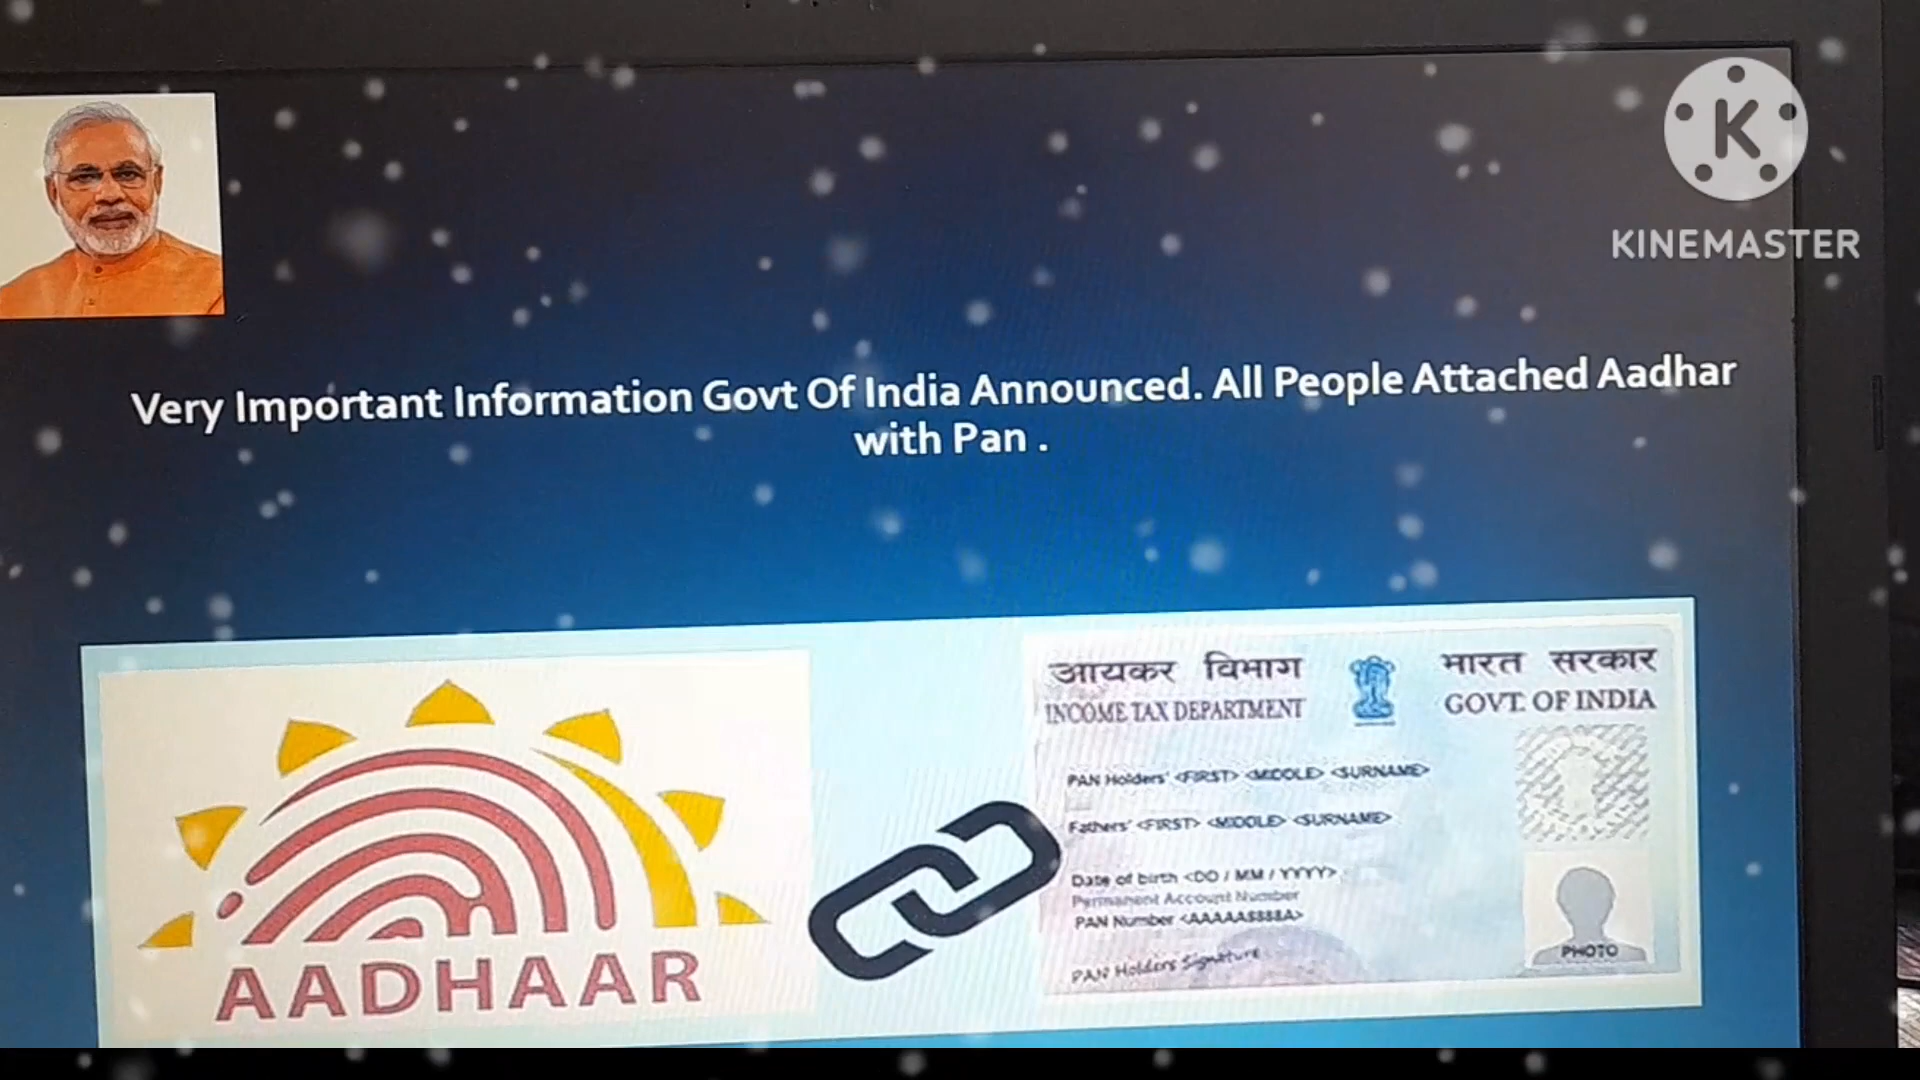 K
KINEMASTER
Very Important Information Govt Of India Announced. All People Attached Aadhar
with Pan .
आयकर विभाग
भारत सरकार
INCOME TAX DEPARTMENT
GOVT. OF INDIA
PAN Holders' <FIRST> <MIDDLE> <SURNAME>
Fathers' <FIRST> <MIDDLE> <SURNAME>
Date of birth <DD / MM / YYYY>
Permanent Account Number
PAN Number <AAAAA8888A>
PAN Holders Signature
PHOTO
AADHAAR